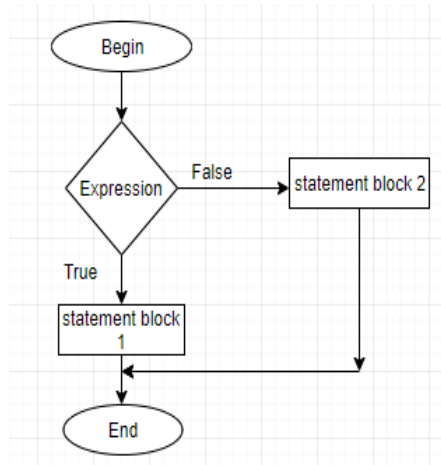 Begin
Expression
False
statement block 2
True
statement block
1
End